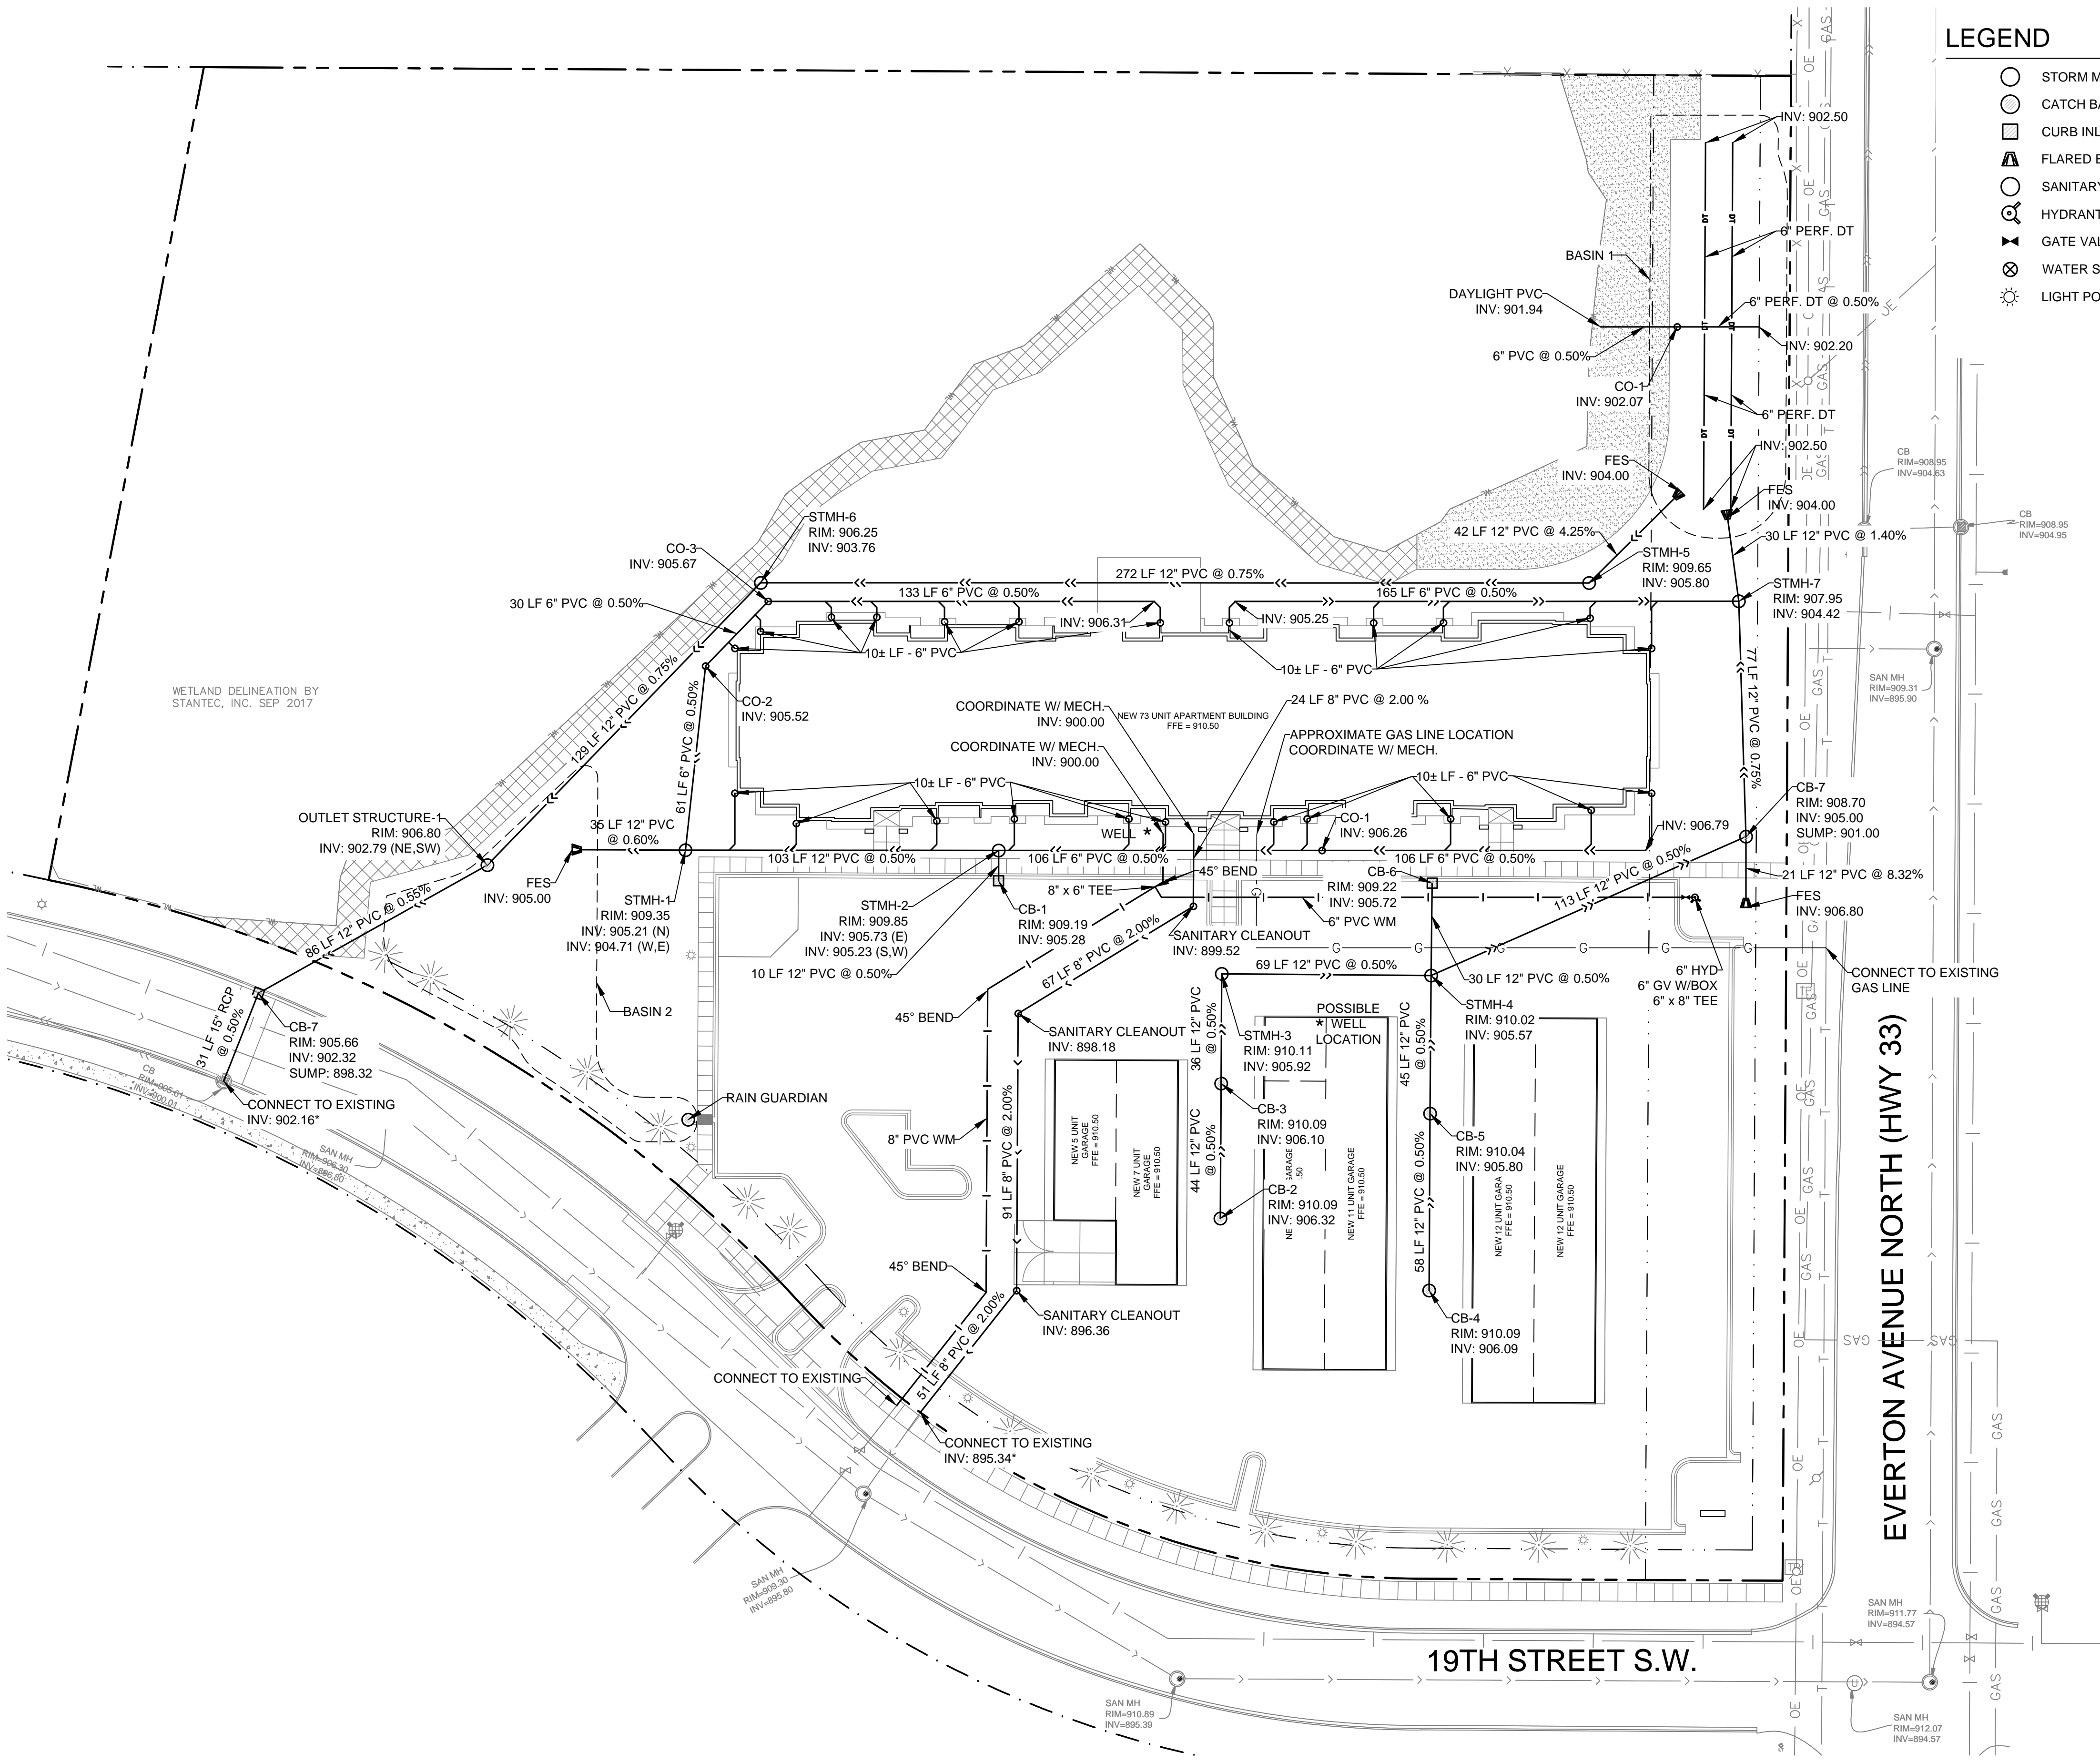 LEGEND
STORM M
CATCH BA
CURB INL
FLARED E
SANITARY
HYDRANT
GATE VAL
WATER S
LIGHT PO
INV: 902.50
6" PERF. DT
BASIN 1
DAYLIGHT PVC
INV: 901.94
6" PERF. DT @ 0.50%
6" PVC @ 0.50%
INV: 902.20
CO-1
INV: 902.07
6" PERF. DT
INV: 902.50
FES
INV: 904.00
FES
INV: 904.00
CB
RIM=908.95
INV=904.63
CB
RIM=908.95
INV=904.95
42 LF 12" PVC @ 4.25%
30 LF 12" PVC @ 1.40%
STMH-6
RIM: 906.25
INV: 903.76
CO-3
INV: 905.67
STMH-5
RIM: 909.65
INV: 905.80
STMH-7
RIM: 907.95
INV: 904.42
272 LF 12" PVC @ 0.75%
133 LF 6" PVC @ 0.50%
165 LF 6" PVC @ 0.50%
30 LF 6" PVC @ 0.50%
INV: 906.31
INV: 905.25
10± LF - 6" PVC
10± LF - 6" PVC
77 LF 12" PVC @ 0.75%
SAN MH
RIM=909.31
INV=895.90
WETLAND DELINEATION BY
STANTEC, INC. SEP 2017
129 LF 12" PVC @ 0.75%
61 LF 6" PVC @ 0.50%
CO-2
INV: 905.52
COORDINATE W/ MECH.
INV: 900.00
NEW 73 UNIT APARTMENT BUILDING
FFE = 910.50
24 LF 8" PVC @ 2.00 %
COORDINATE W/ MECH.
INV: 900.00
APPROXIMATE GAS LINE LOCATION
COORDINATE W/ MECH.
10± LF - 6" PVC
10± LF - 6" PVC
CB-7
RIM: 908.70
INV: 905.00
SUMP: 901.00
OUTLET STRUCTURE-1
RIM: 906.80
INV: 902.79 (NE,SW)
35 LF 12" PVC
@ 0.60%
WELL *
CO-1
INV: 906.26
INV: 906.79
103 LF 12" PVC @ 0.50%
106 LF 6" PVC @ 0.50%
106 LF 6" PVC @ 0.50%
FES
INV: 905.00
STMH-1
RIM: 909.35
INV: 905.21 (N)
INV: 904.71 (W,E)
STMH-2
RIM: 909.85
INV: 905.73 (E)
INV: 905.23 (S,W)
10 LF 12" PVC @ 0.50%
CB-1
RIM: 909.19
INV: 905.28
45° BEND
8" x 6" TEE
CB-6
RIM: 909.22
INV: 905.72
6" PVC WM
113 LF 12" PVC @ 0.50%
21 LF 12" PVC @ 8.32%
FES
INV: 906.80
SANITARY CLEANOUT
INV: 899.52
67 LF 8" PVC @ 2.00%
86 LF 12" PVC @ 0.55%
69 LF 12" PVC @ 0.50%
30 LF 12" PVC @ 0.50%
6" HYD
6" GV W/BOX
6" x 8" TEE
CONNECT TO EXISTING
GAS LINE
BASIN 2
45° BEND
CB-7
RIM: 905.66
INV: 902.32
SUMP: 898.32
31 LF 15" RCP
@ 0.50%
CB
RIM=905.61
INV=900.01
CONNECT TO EXISTING
INV: 902.16*
SANITARY CLEANOUT
INV: 898.18
36 LF 12" PVC
@ 0.50%
STMH-3
RIM: 910.11
INV: 905.92
POSSIBLE
* WELL
LOCATION
STMH-4
RIM: 910.02
INV: 905.57
45 LF 12" PVC
@ 0.50%
RAIN GUARDIAN
8" PVC WM
91 LF 8" PVC @ 2.00%
NEW 5 UNIT
GARAGE
FFE = 910.50
NEW 7 UNIT
GARAGE
FFE = 910.50
44 LF 12" PVC
@ 0.50%
CB-3
RIM: 910.09
INV: 906.10
CB-2
RIM: 910.09
INV: 906.32
NEW 11 UNIT GARAGE
FFE = 910.50
58 LF 12" PVC @ 0.50%
CB-5
RIM: 910.04
INV: 905.80
NEW 12 UNIT GARA
FFE = 910.50
NEW 12 UNIT GARAGE
FFE = 910.50
SAN MH
RIM=906.30
INV=896.80
45° BEND
SANITARY CLEANOUT
INV: 896.36
CB-4
RIM: 910.09
INV: 906.09
51 LF 8" PVC @ 2.00%
CONNECT TO EXISTING
CONNECT TO EXISTING
INV: 895.34*
EVERTON AVENUE NORTH (HWY 33)
SAN MH
RIM=909.30
INV=895.80
SAN MH
RIM=911.77
INV=894.57
19TH STREET S.W.
SAN MH
RIM=910.89
INV=895.39
SAN MH
RIM=912.07
INV=894.57